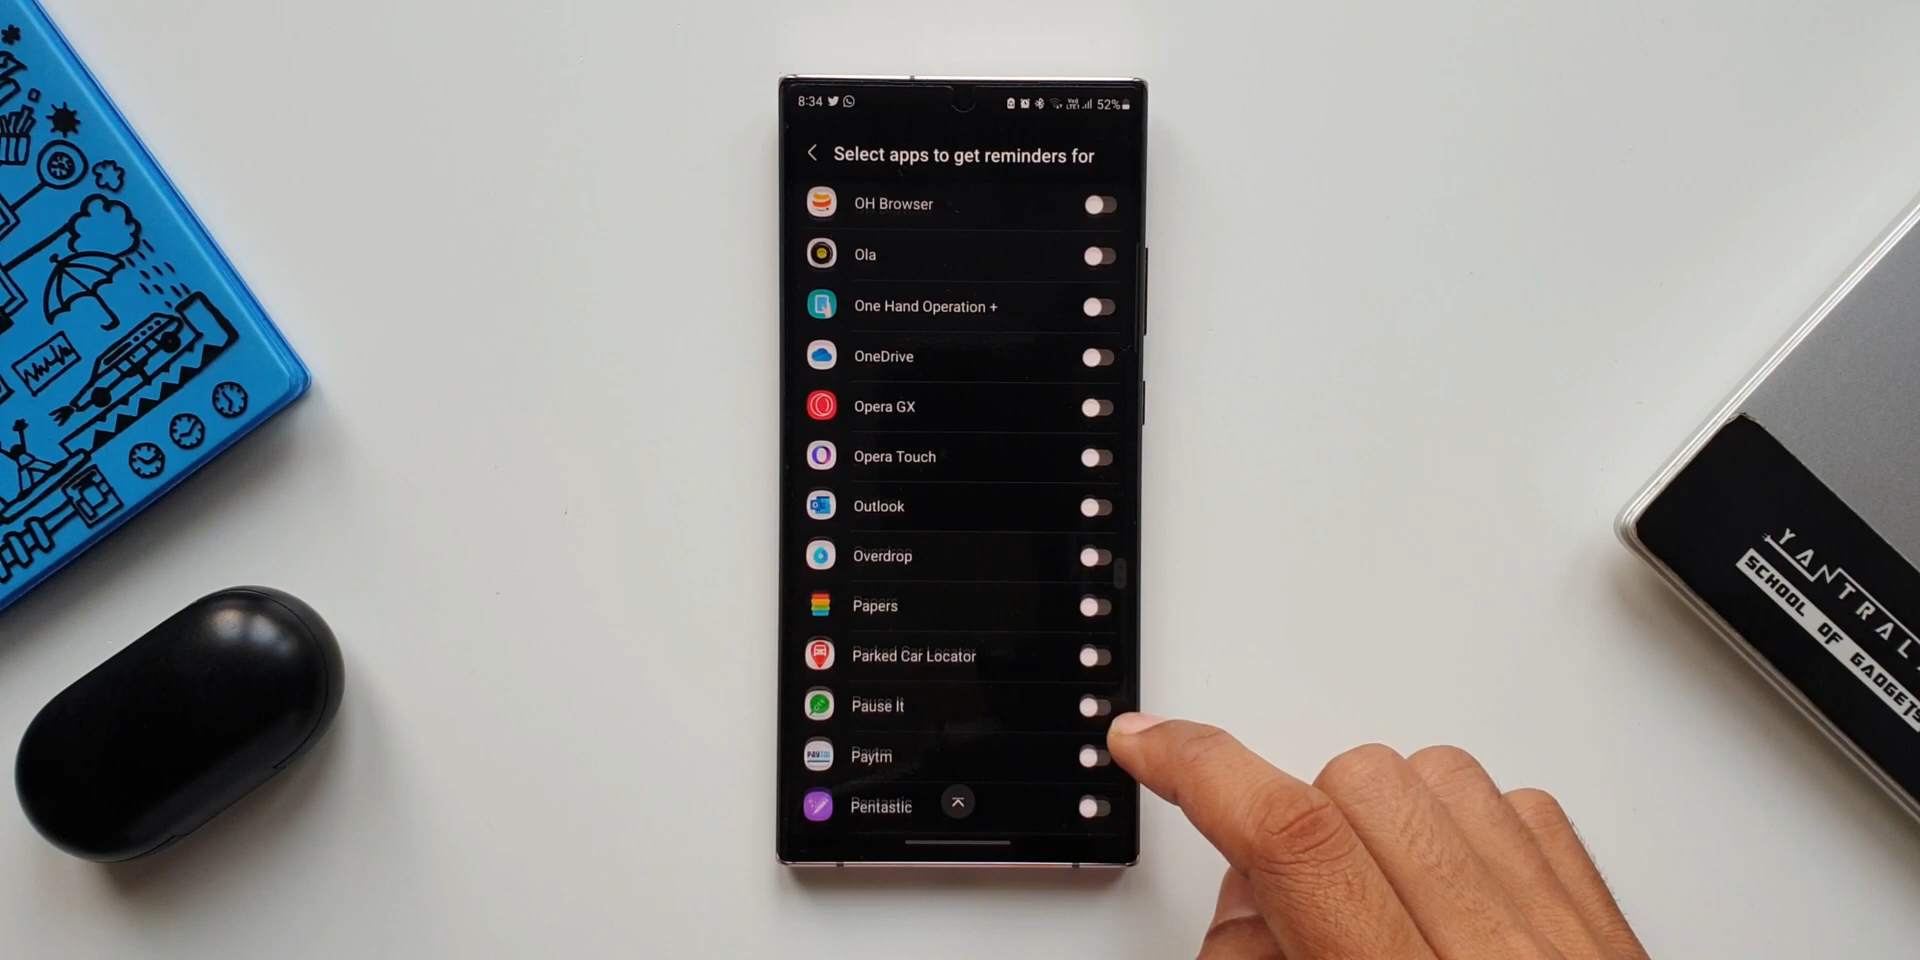 8:34 52%
Select apps to get reminders for
OH Browser
Ola
One Hand Operation +
OneDrive
Opera GX
Opera Touch
Outlook
Overdrop
Papers
Parked Car Locator
Pause It
Paytm
Pentastic
YANTRAL
SCHOOL OF GADGETS